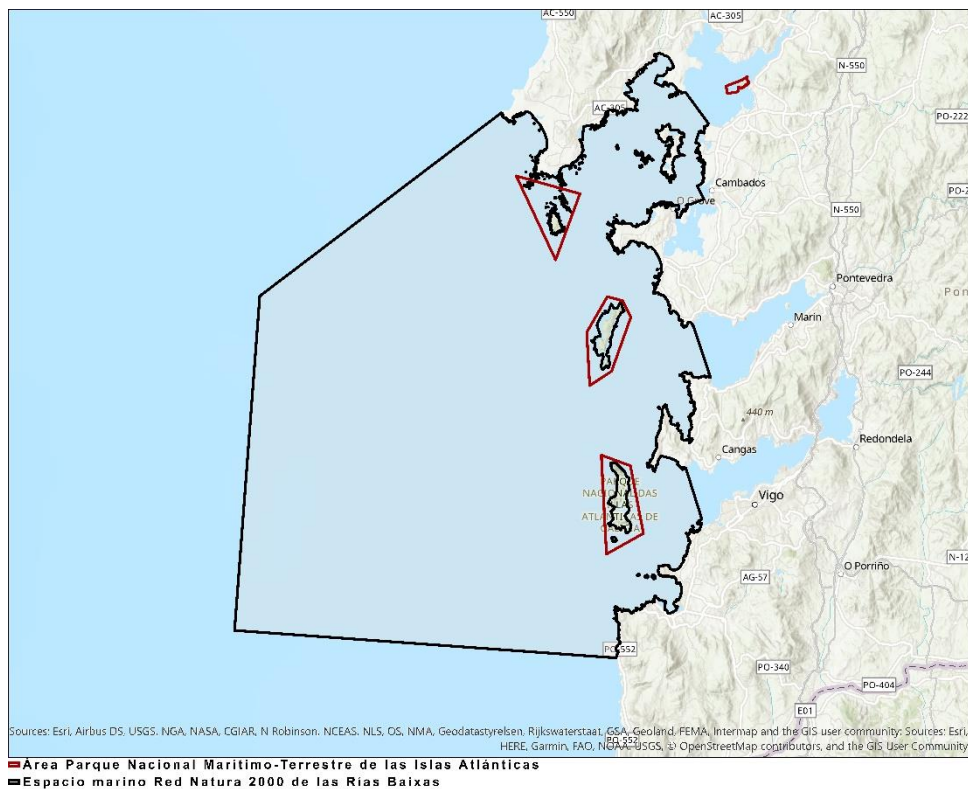 AC-550
AC-305
N-550
AC-305
PO-222
Cambados
PO-2
O Grove
N-550
Pontevedra
Pon
Marín
PO-244
440 m
Redondela
Cangas
PARQUE
NACIONAL DAS
ILLAS
ATLÁNTICAS DE
GALICIA
Vigo
N-12
O Porriño
AG-57
PO-552
PO-340
PO-404
E01
PO-552
Sources: Esri, Airbus DS, USGS, NGA, NASA, CGIAR, N Robinson, NCEAS, NLS, OS, NMA, Geodatastyrelsen, Rijkswaterstaat, GSA, Geoland, FEMA, Intermap and the GIS user community; Sources: Esri,
HERE, Garmin, FAO, NOAA, USGS, © OpenStreetMap contributors, and the GIS User Community
Área Parque Nacional Marítimo-Terrestre de las Islas Atlánticas
Espacio marino Red Natura 2000 de las Rías Baixas